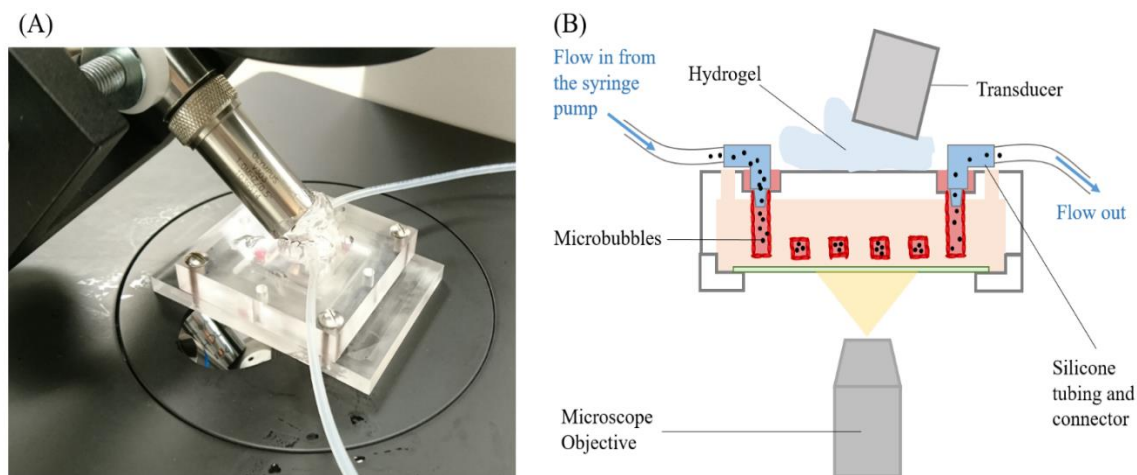 (A)
(B)
Flow in from
the syringe
pump
Hydrogel
Transducer
Flow out
Microbubbles
Silicone
tubing and
connector
Microscope
Objective